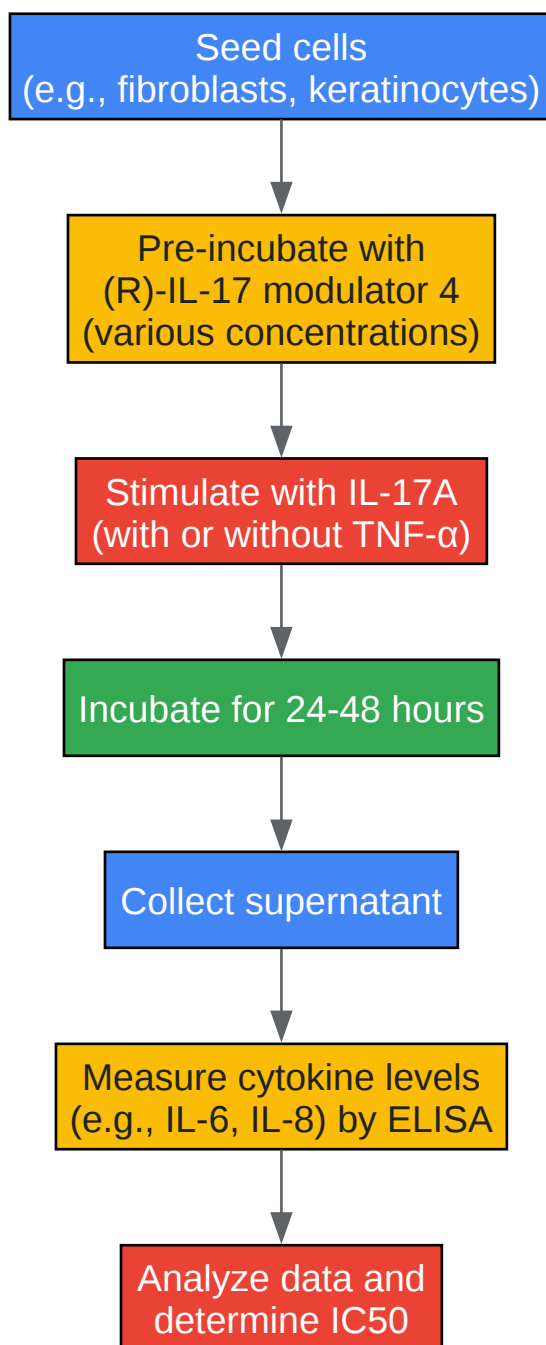 Seed cells
(e.g., fibroblasts, keratinocytes)
Pre-incubate with
(R)-IL-17 modulator 4
(various concentrations)
Stimulate with IL-17A
(with or without TNF-α)
Incubate for 24-48 hours
Collect supernatant
Measure cytokine levels
(e.g., IL-6, IL-8) by ELISA
Analyze data and
determine IC50